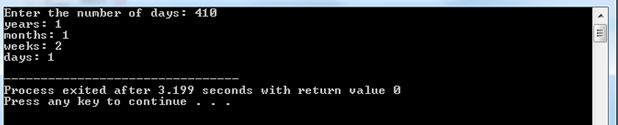 Enter the number of days: 410
years: 1
months: 1
weeks: 2
days: 1
--------------------------------
Process exited after 3.199 seconds with return value 0
Press any key to continue . . .